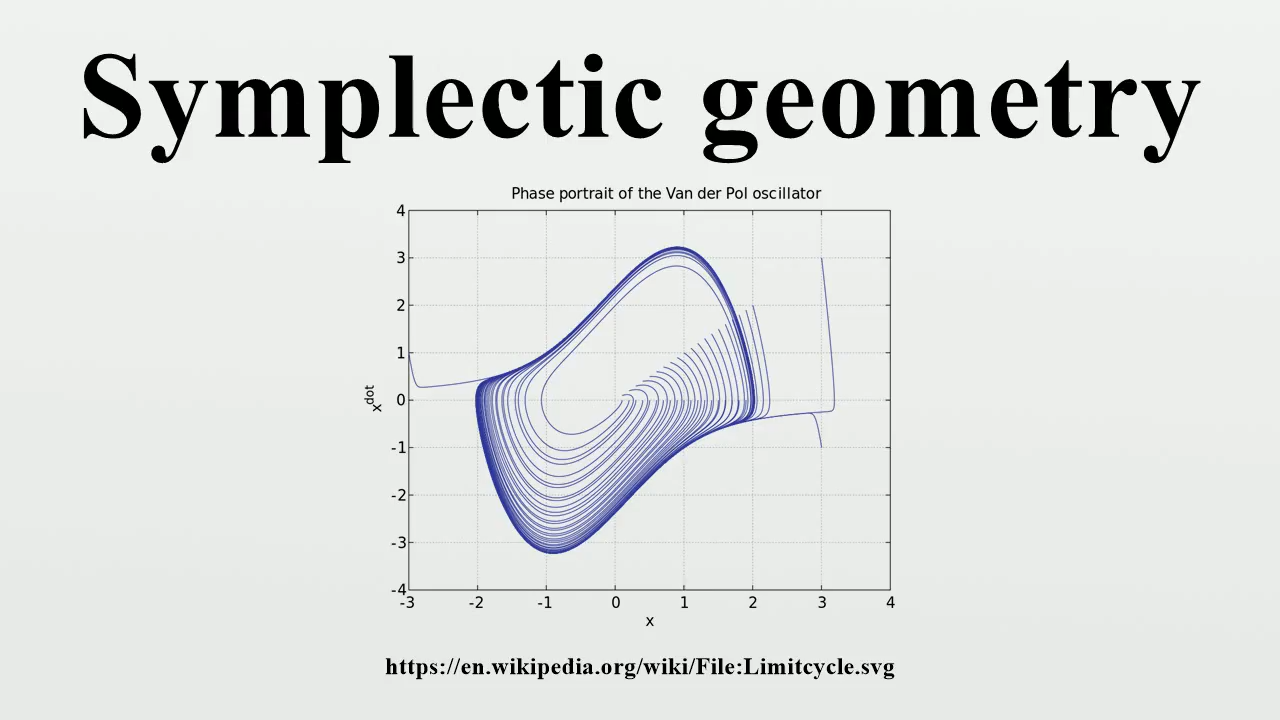 Symplectic geometry
Phase portrait of the Van der Pol oscillator
4
3
2
1
0
-1
-2
-3
-4
xdot
-3 -2 -1 0 1 2 3 4
x
https://en.wikipedia.org/wiki/File:Limitcycle.svg